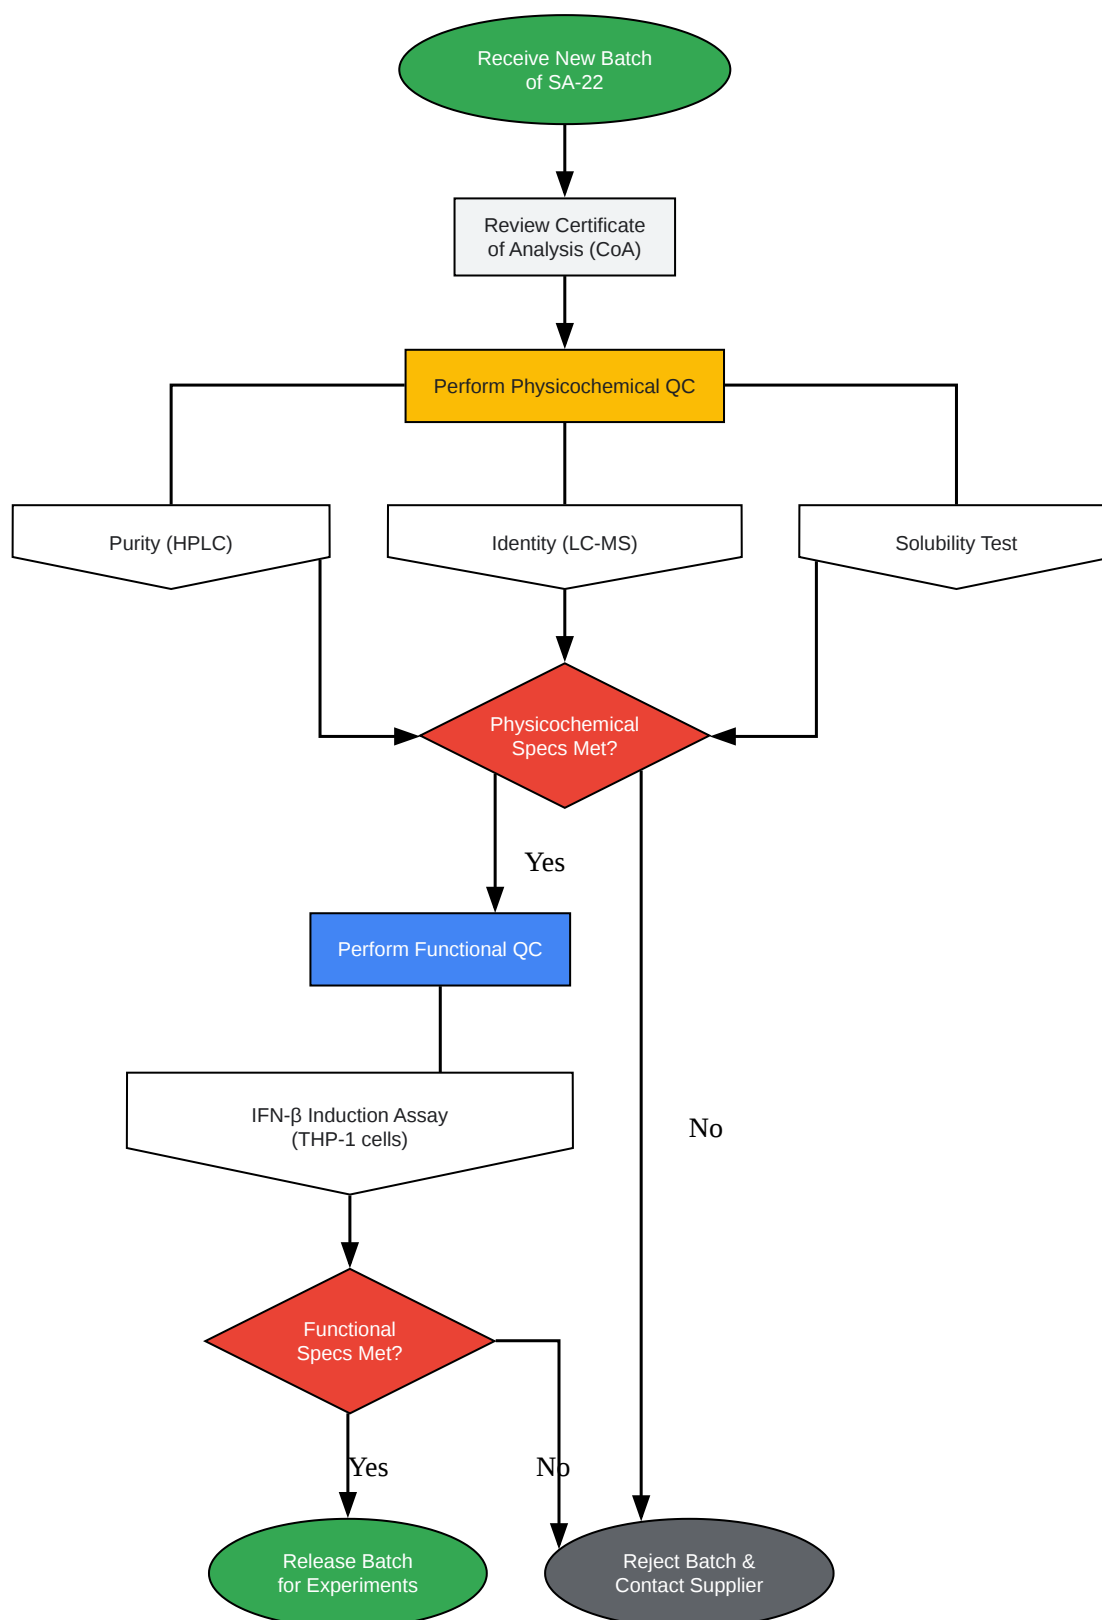 Receive New Batch
of SA-22
Review Certificate
of Analysis (CoA)
Perform Physicochemical QC
Purity (HPLC)
Identity (LC-MS)
Solubility Test
Physicochemical
Specs Met?
Yes
Perform Functional QC
IFN-β Induction Assay
(THP-1 cells)
No
Functional
Specs Met?
Yes
No
Release Batch
for Experiments
Reject Batch &
Contact Supplier